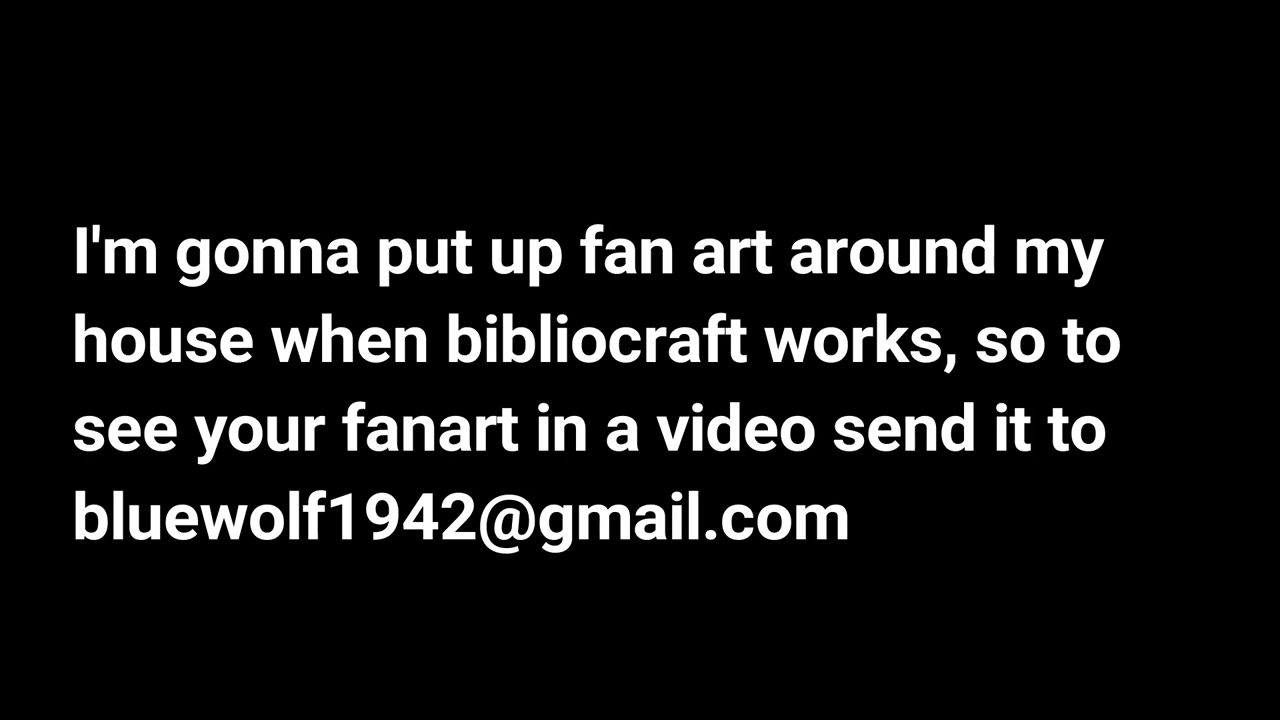 I'm gonna put up fan art around my
house when bibliocraft works, so to
see your fanart in a video send it to
bluewolf1942@gmail.com